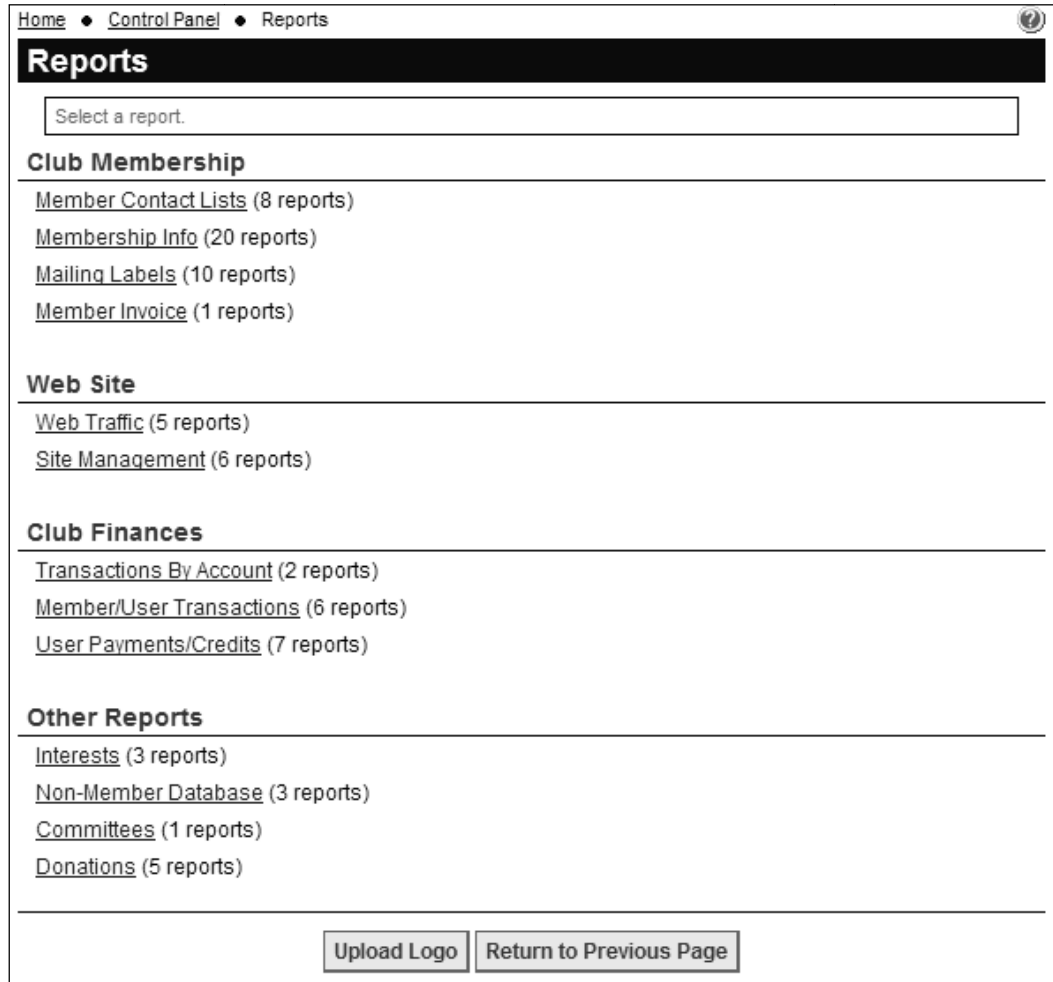 Home ● Control Panel ● Reports
Reports
Select a report.
Club Membership
Member Contact Lists (8 reports)
Membership Info (20 reports)
Mailing Labels (10 reports)
Member Invoice (1 reports)
Web Site
Web Traffic (5 reports)
Site Management (6 reports)
Club Finances
Transactions By Account (2 reports)
Member/User Transactions (6 reports)
User Payments/Credits (7 reports)
Other Reports
Interests (3 reports)
Non-Member Database (3 reports)
Committees (1 reports)
Donations (5 reports)
Upload Logo Return to Previous Page